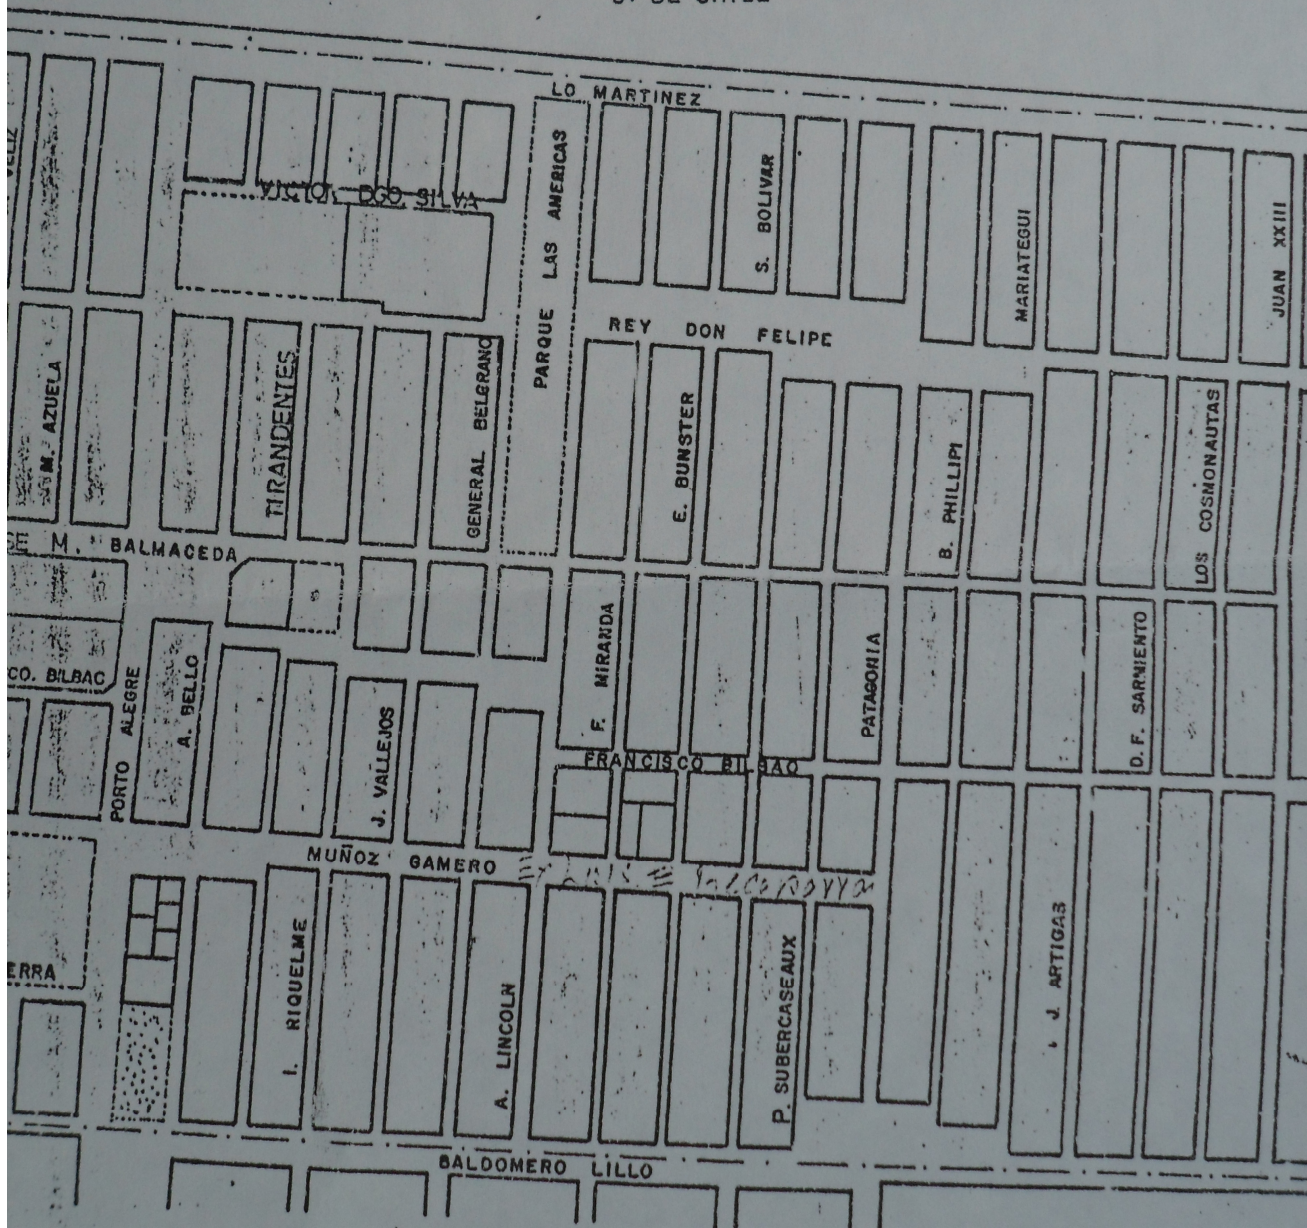 LO MARTINEZ
VICTOR DGO. SILVA
PARQUE LAS AMERICAS
S. BOLIVAR
MARIATEGUI
JUAN XXIII
REY DON FELIPE
M. AZUELA
TIRANDENTES
GENERAL BELGRANO
E. BUNSTER
B. PHILLIPI
LOS COSMONAUTAS
M. BALMACEDA
CO. BILBAC
PORTO ALEGRE
A. BELLO
J. VALLEJOS
F. MIRANDA
PATAGONIA
D. F. SARMIENTO
FRANCISCO BILBAO
MUÑOZ GAMERO
ERRA
I. RIQUELME
A. LINCOLN
P. SUBERCASEAUX
J. ARTIGAS
BALDOMERO LILLO